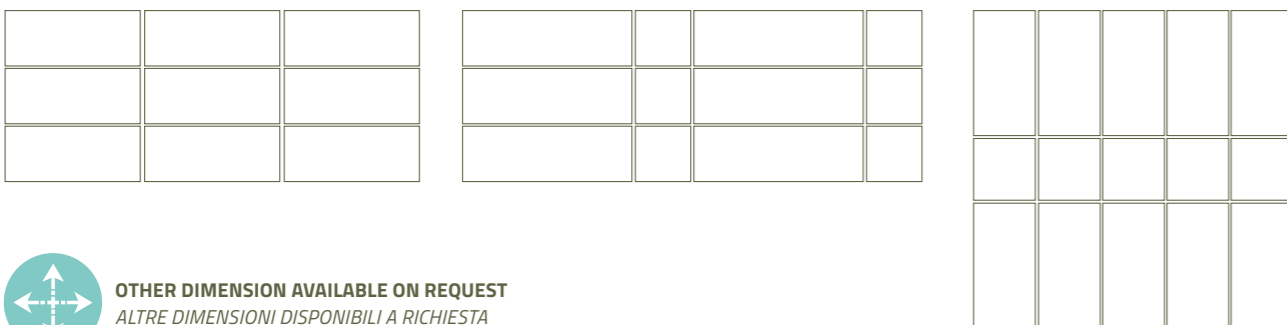 OTHER DIMENSION AVAILABLE ON REQUEST
ALTRE DIMENSIONI DISPONIBILI A RICHIESTA